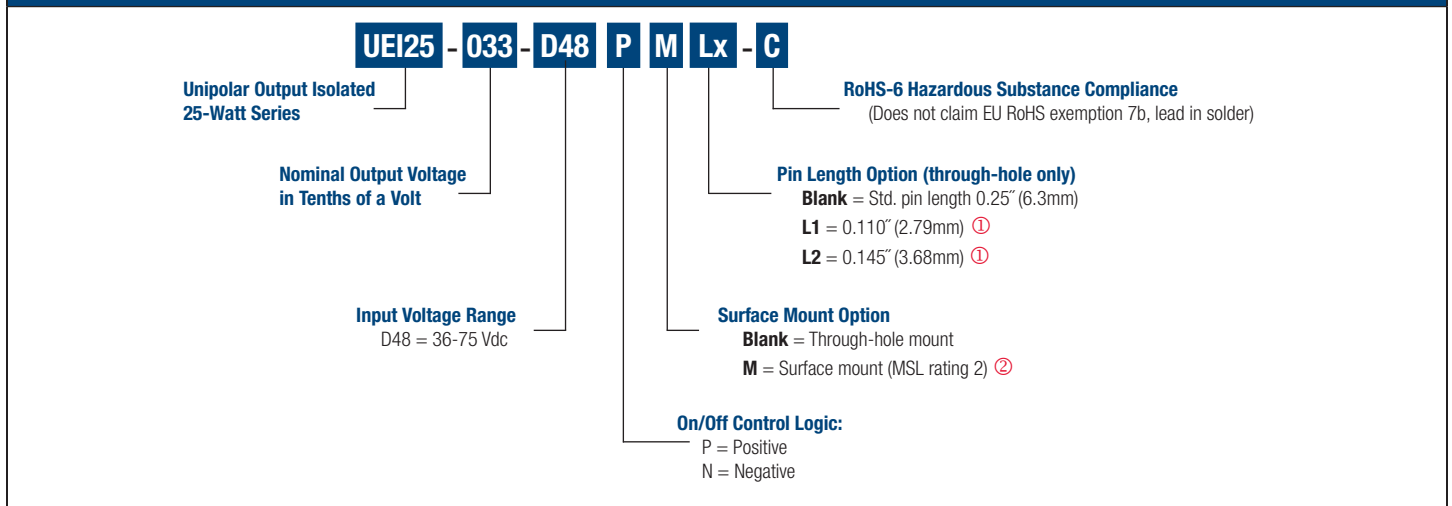 UEI25 - 033 - D48 P M Lx - C
Unipolar Output Isolated
25-Watt Series
RoHS-6 Hazardous Substance Compliance
(Does not claim EU RoHS exemption 7b, lead in solder)
Nominal Output Voltage
in Tenths of a Volt
Pin Length Option (through-hole only)
Blank = Std. pin length 0.25˝ (6.3mm)
L1 = 0.110˝ (2.79mm) ①
L2 = 0.145˝ (3.68mm) ①
Input Voltage Range
D48 = 36-75 Vdc
Surface Mount Option
Blank = Through-hole mount
M = Surface mount (MSL rating 2) ②
On/Off Control Logic:
P = Positive
N = Negative